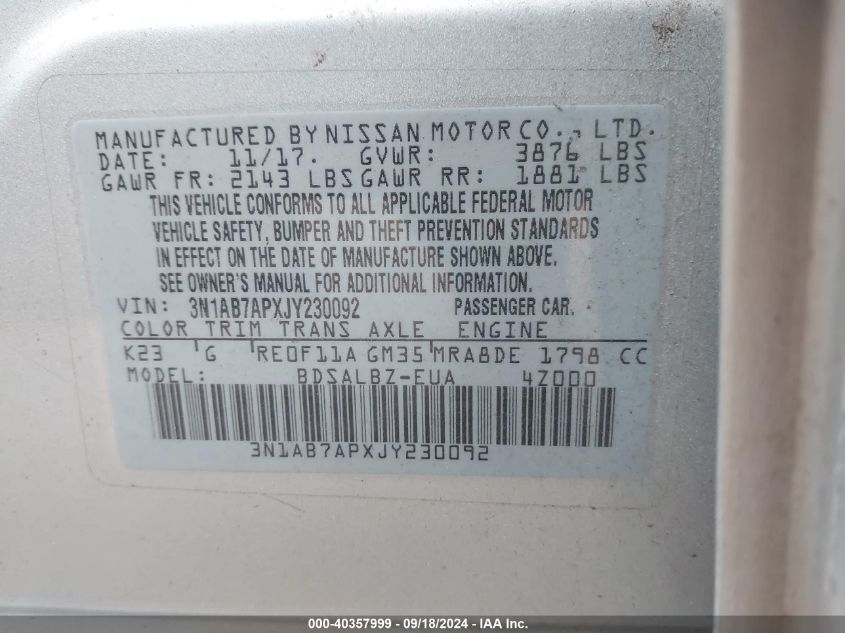 MANUFACTURED BY NISSAN MOTOR CO., LTD.
DATE: 11/17. GVWR: 3876 LBS
GAWR FR: 2143 LBS GAWR RR: 1881 LBS
THIS VEHICLE CONFORMS TO ALL APPLICABLE FEDERAL MOTOR
VEHICLE SAFETY, BUMPER AND THEFT PREVENTION STANDARDS
IN EFFECT ON THE DATE OF MANUFACTURE SHOWN ABOVE.
SEE OWNER'S MANUAL FOR ADDITIONAL INFORMATION.
VIN: 3N1AB7APXJY230092 PASSENGER CAR.
COLOR TRIM TRANS AXLE ENGINE
K23 'G 'RE0F11A GM35'MRA8DE 1798 CC
MODEL: BDSALBZ-EUA 4Z000
3N1AB7APXJY230092
000-40357999 - 09/18/2024 - IAA Inc.